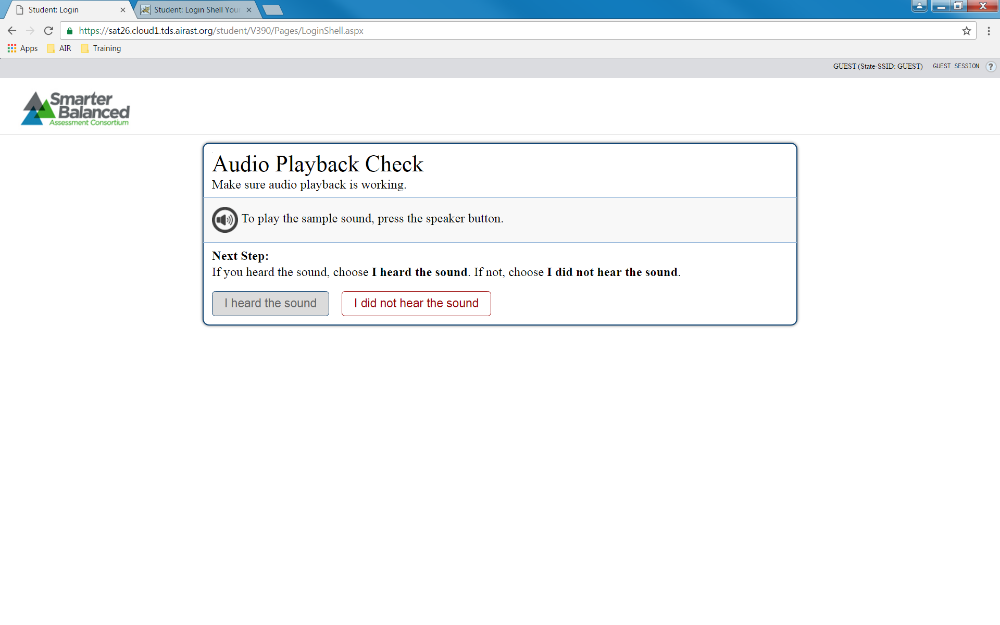 Student: Login
Student: Login Shell You
https://sat26.cloud1.tds.airast.org/student/V390/Pages/LoginShell.aspx
Apps
AIR
Training
GUEST (State-SSID: GUEST)
GUEST SESSION
?
Smarter
Balanced
Assessment Consortium
Audio Playback Check
Make sure audio playback is working.
To play the sample sound, press the speaker button.
Next Step:
If you heard the sound, choose I heard the sound. If not, choose I did not hear the sound.
I heard the sound
I did not hear the sound